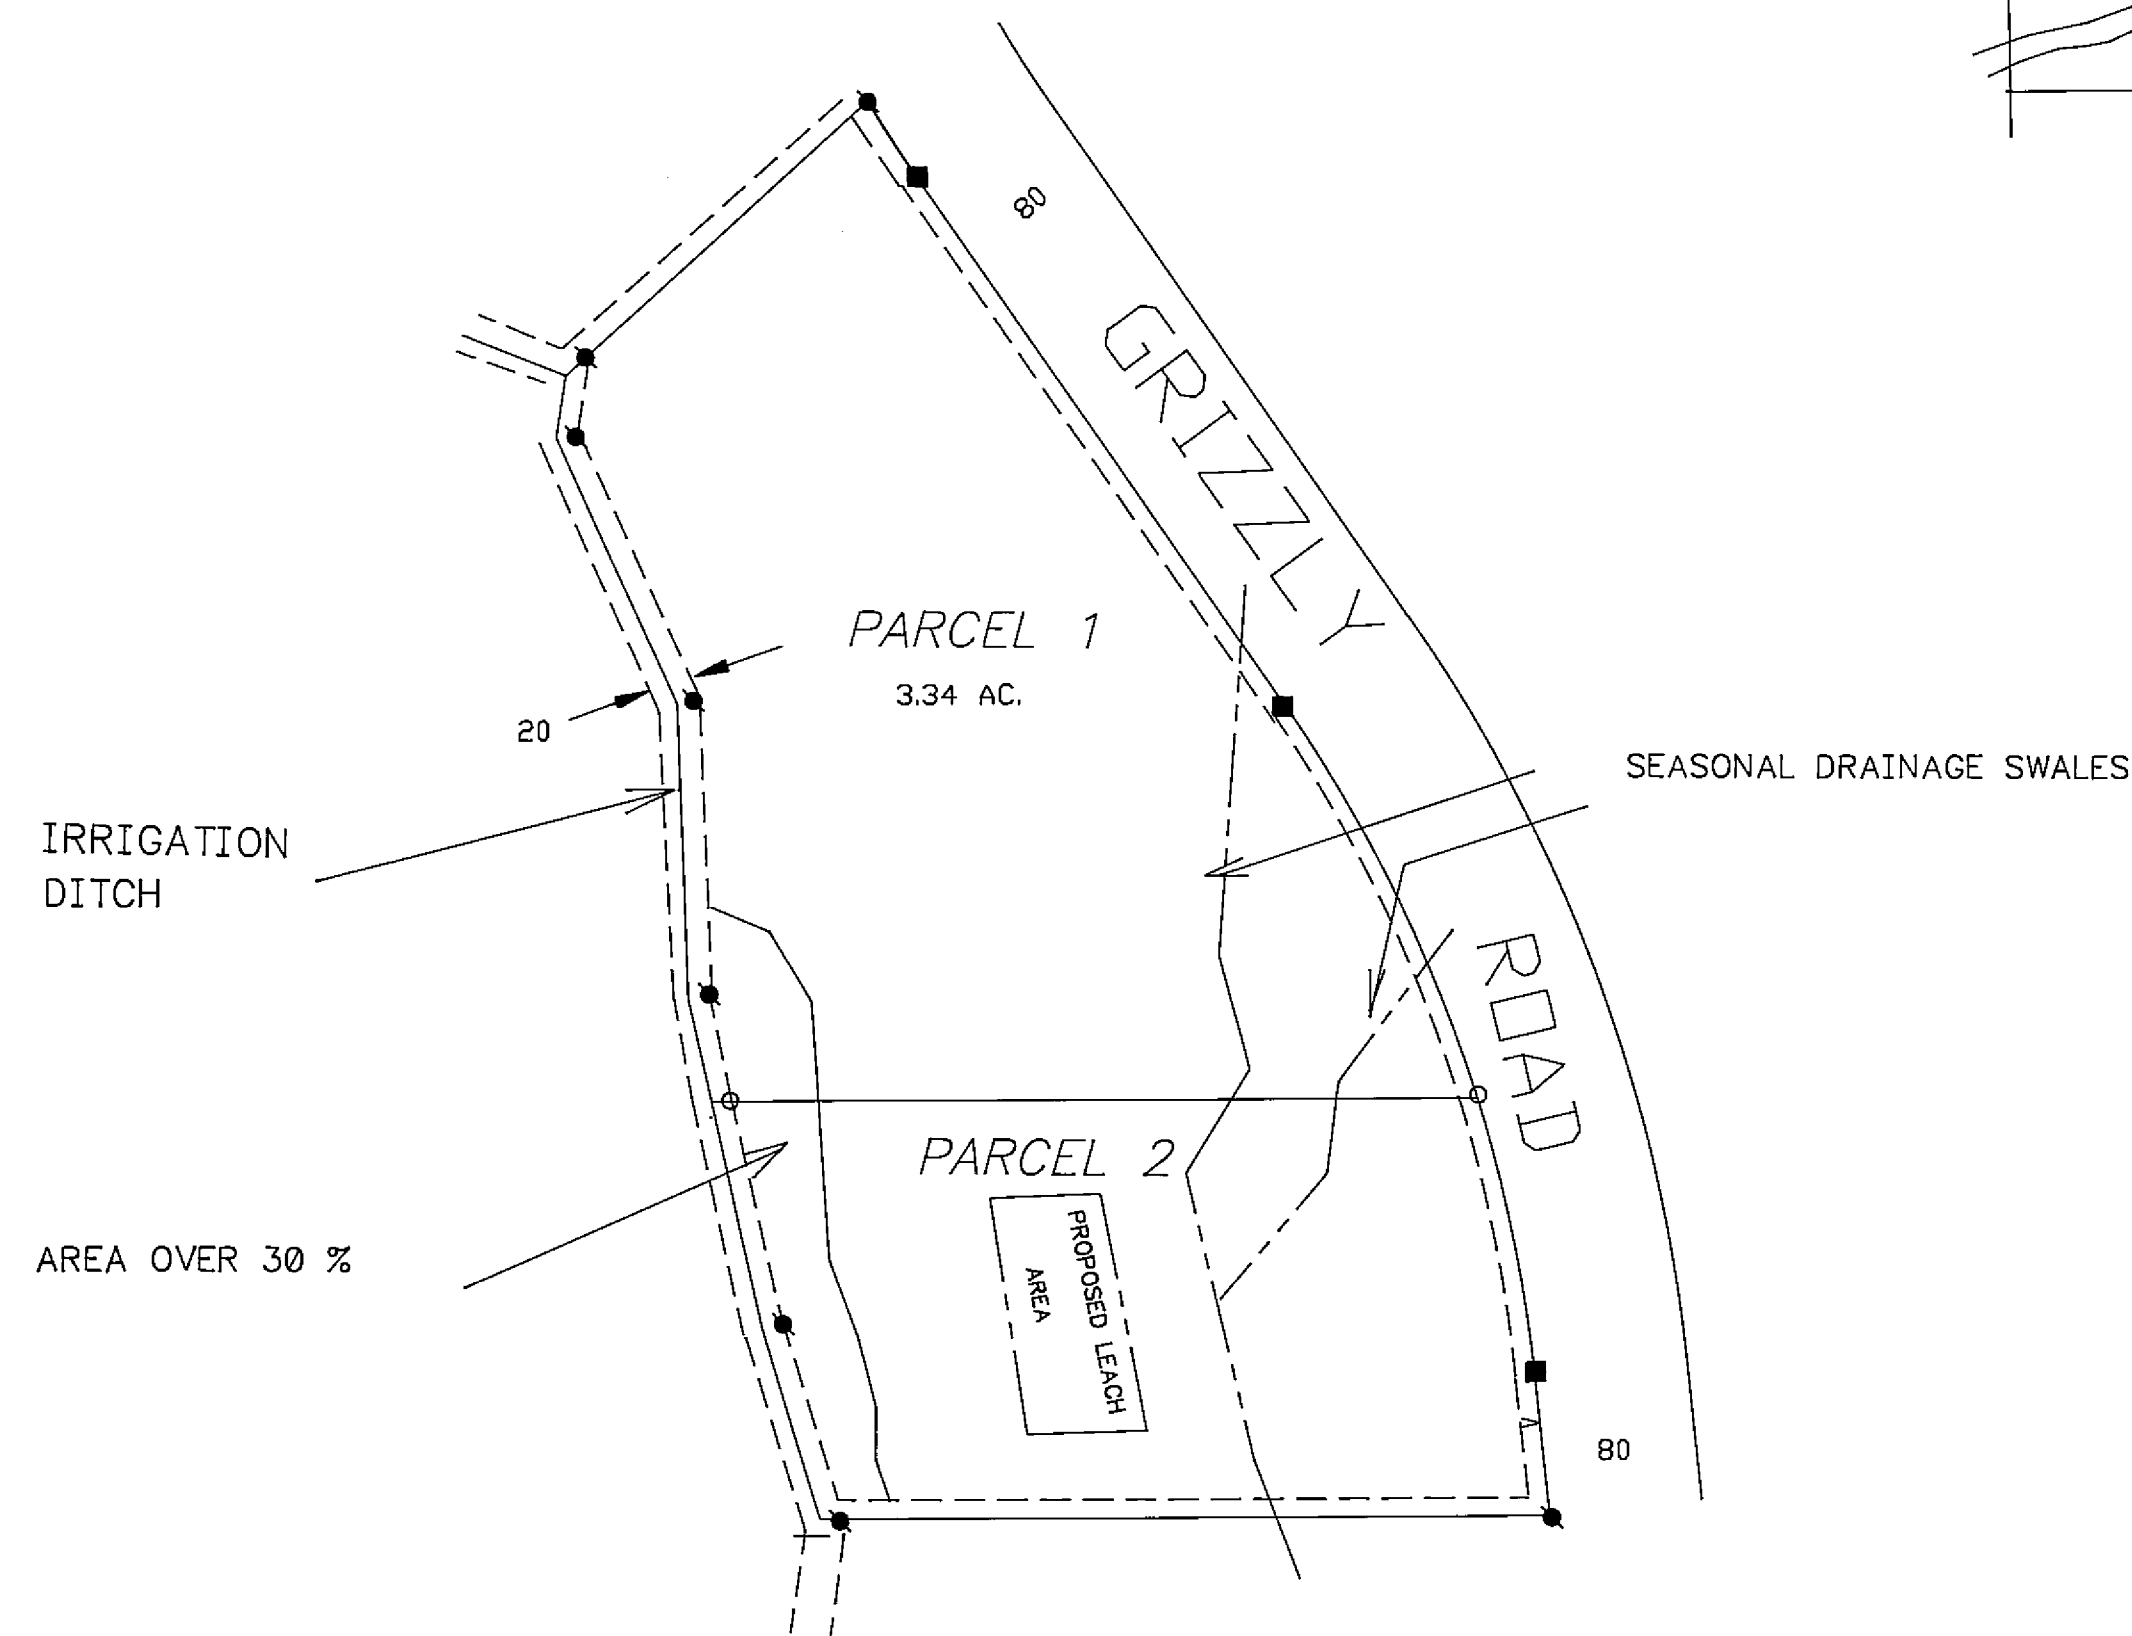 80
GRIZZLY
PARCEL 1
3.34 AC.
20
SEASONAL DRAINAGE SWALES
IRRIGATION
DITCH
ROAD
PARCEL 2
AREA OVER 30 %
PROPOSED LEACH
AREA
80